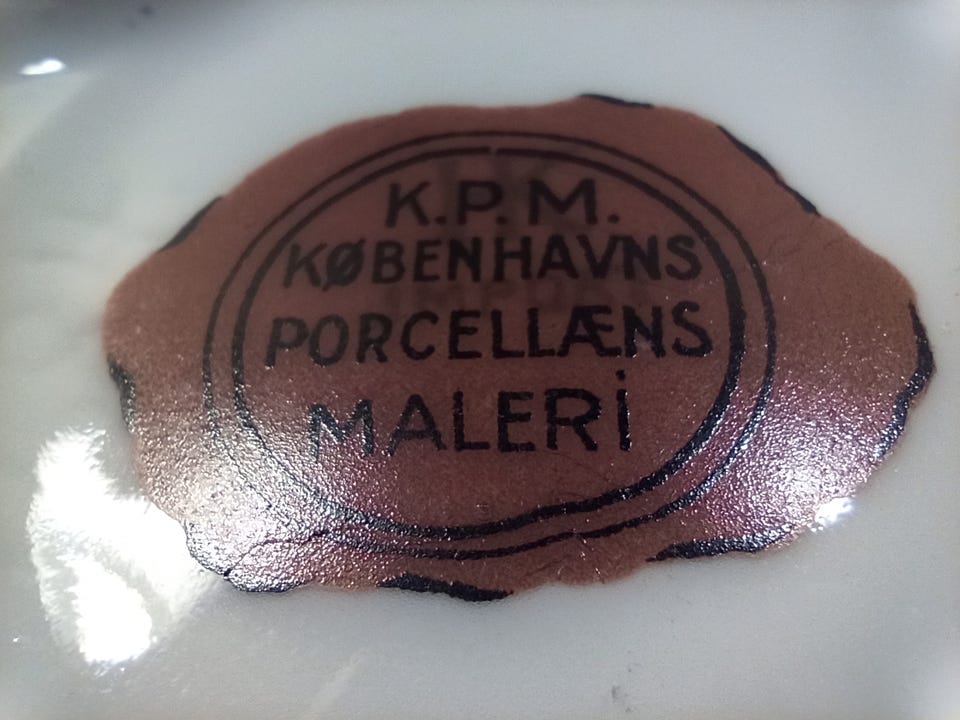 K.P.M.
KØBENHAVNS
PORCELLÆNS
MALERi